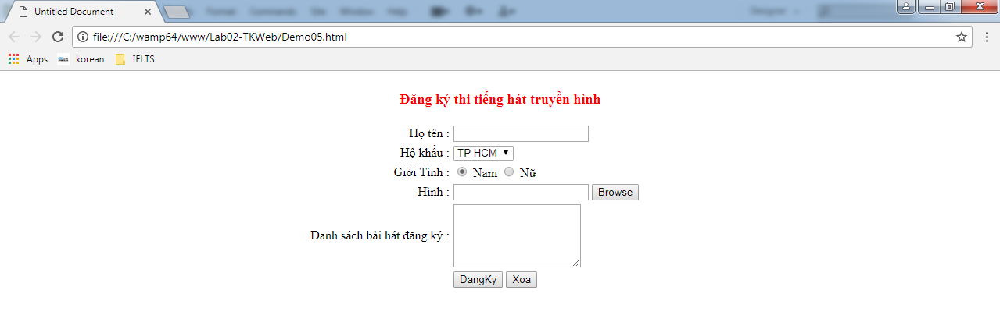 Format Commands Site Window Help Designer
Untitled Document
file:///C:/wamp64/www/Lab02-TKWeb/Demo05.html
Apps korean IELTS
Đăng ký thi tiếng hát truyền hình
Họ tên :
Hộ khẩu : TP HCM
Giới Tính : Nam Nữ
Hình : Browse
Danh sách bài hát đăng ký :
DangKy Xoa